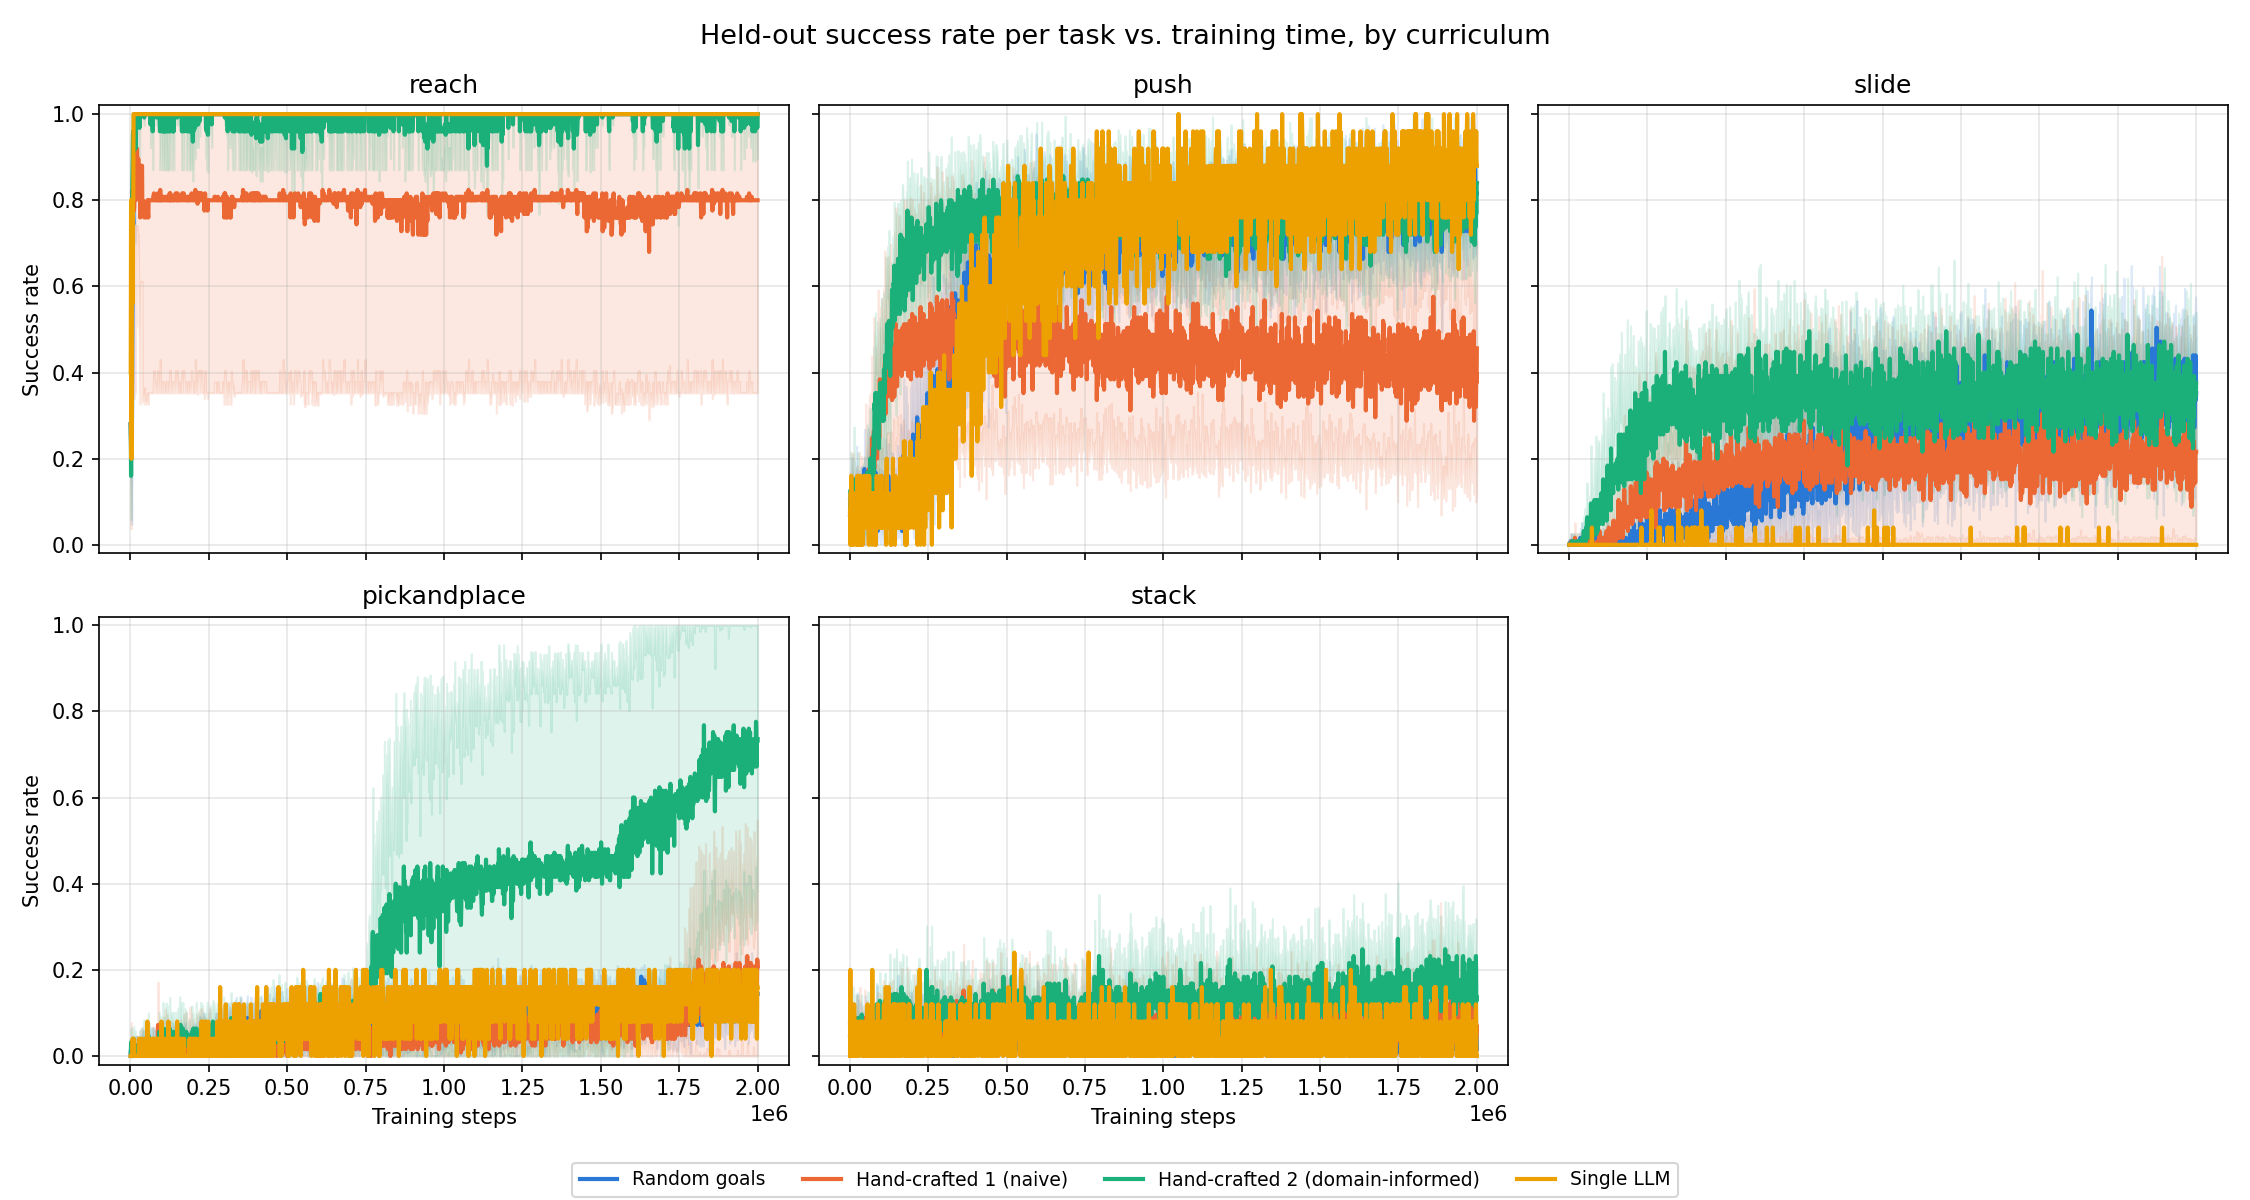 Held-out success rate per task vs. training time, by curriculum
reach
push
slide
1.0
0.8
0.6
0.4
0.2
0.0
Success rate
pickandplace
stack
1.0
0.8
0.6
0.4
0.2
0.0
Success rate
0.00 0.25 0.50 0.75 1.00 1.25 1.50 1.75 2.00
1e6
Training steps
0.00 0.25 0.50 0.75 1.00 1.25 1.50 1.75 2.00
1e6
Training steps
Random goals
Hand-crafted 1 (naive)
Hand-crafted 2 (domain-informed)
Single LLM